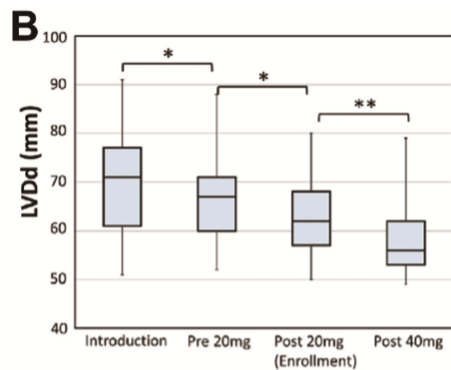 B
LVDd (mm)
100
90
80
70
60
50
40
*
*
**
Introduction
Pre 20mg
Post 20mg
(Enrollment)
Post 40mg